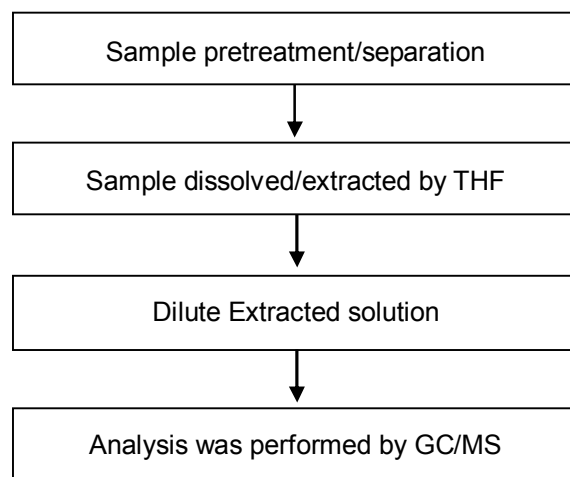 Sample pretreatment/separation
Sample dissolved/extracted by THF
Dilute Extracted solution
Analysis was performed by GC/MS